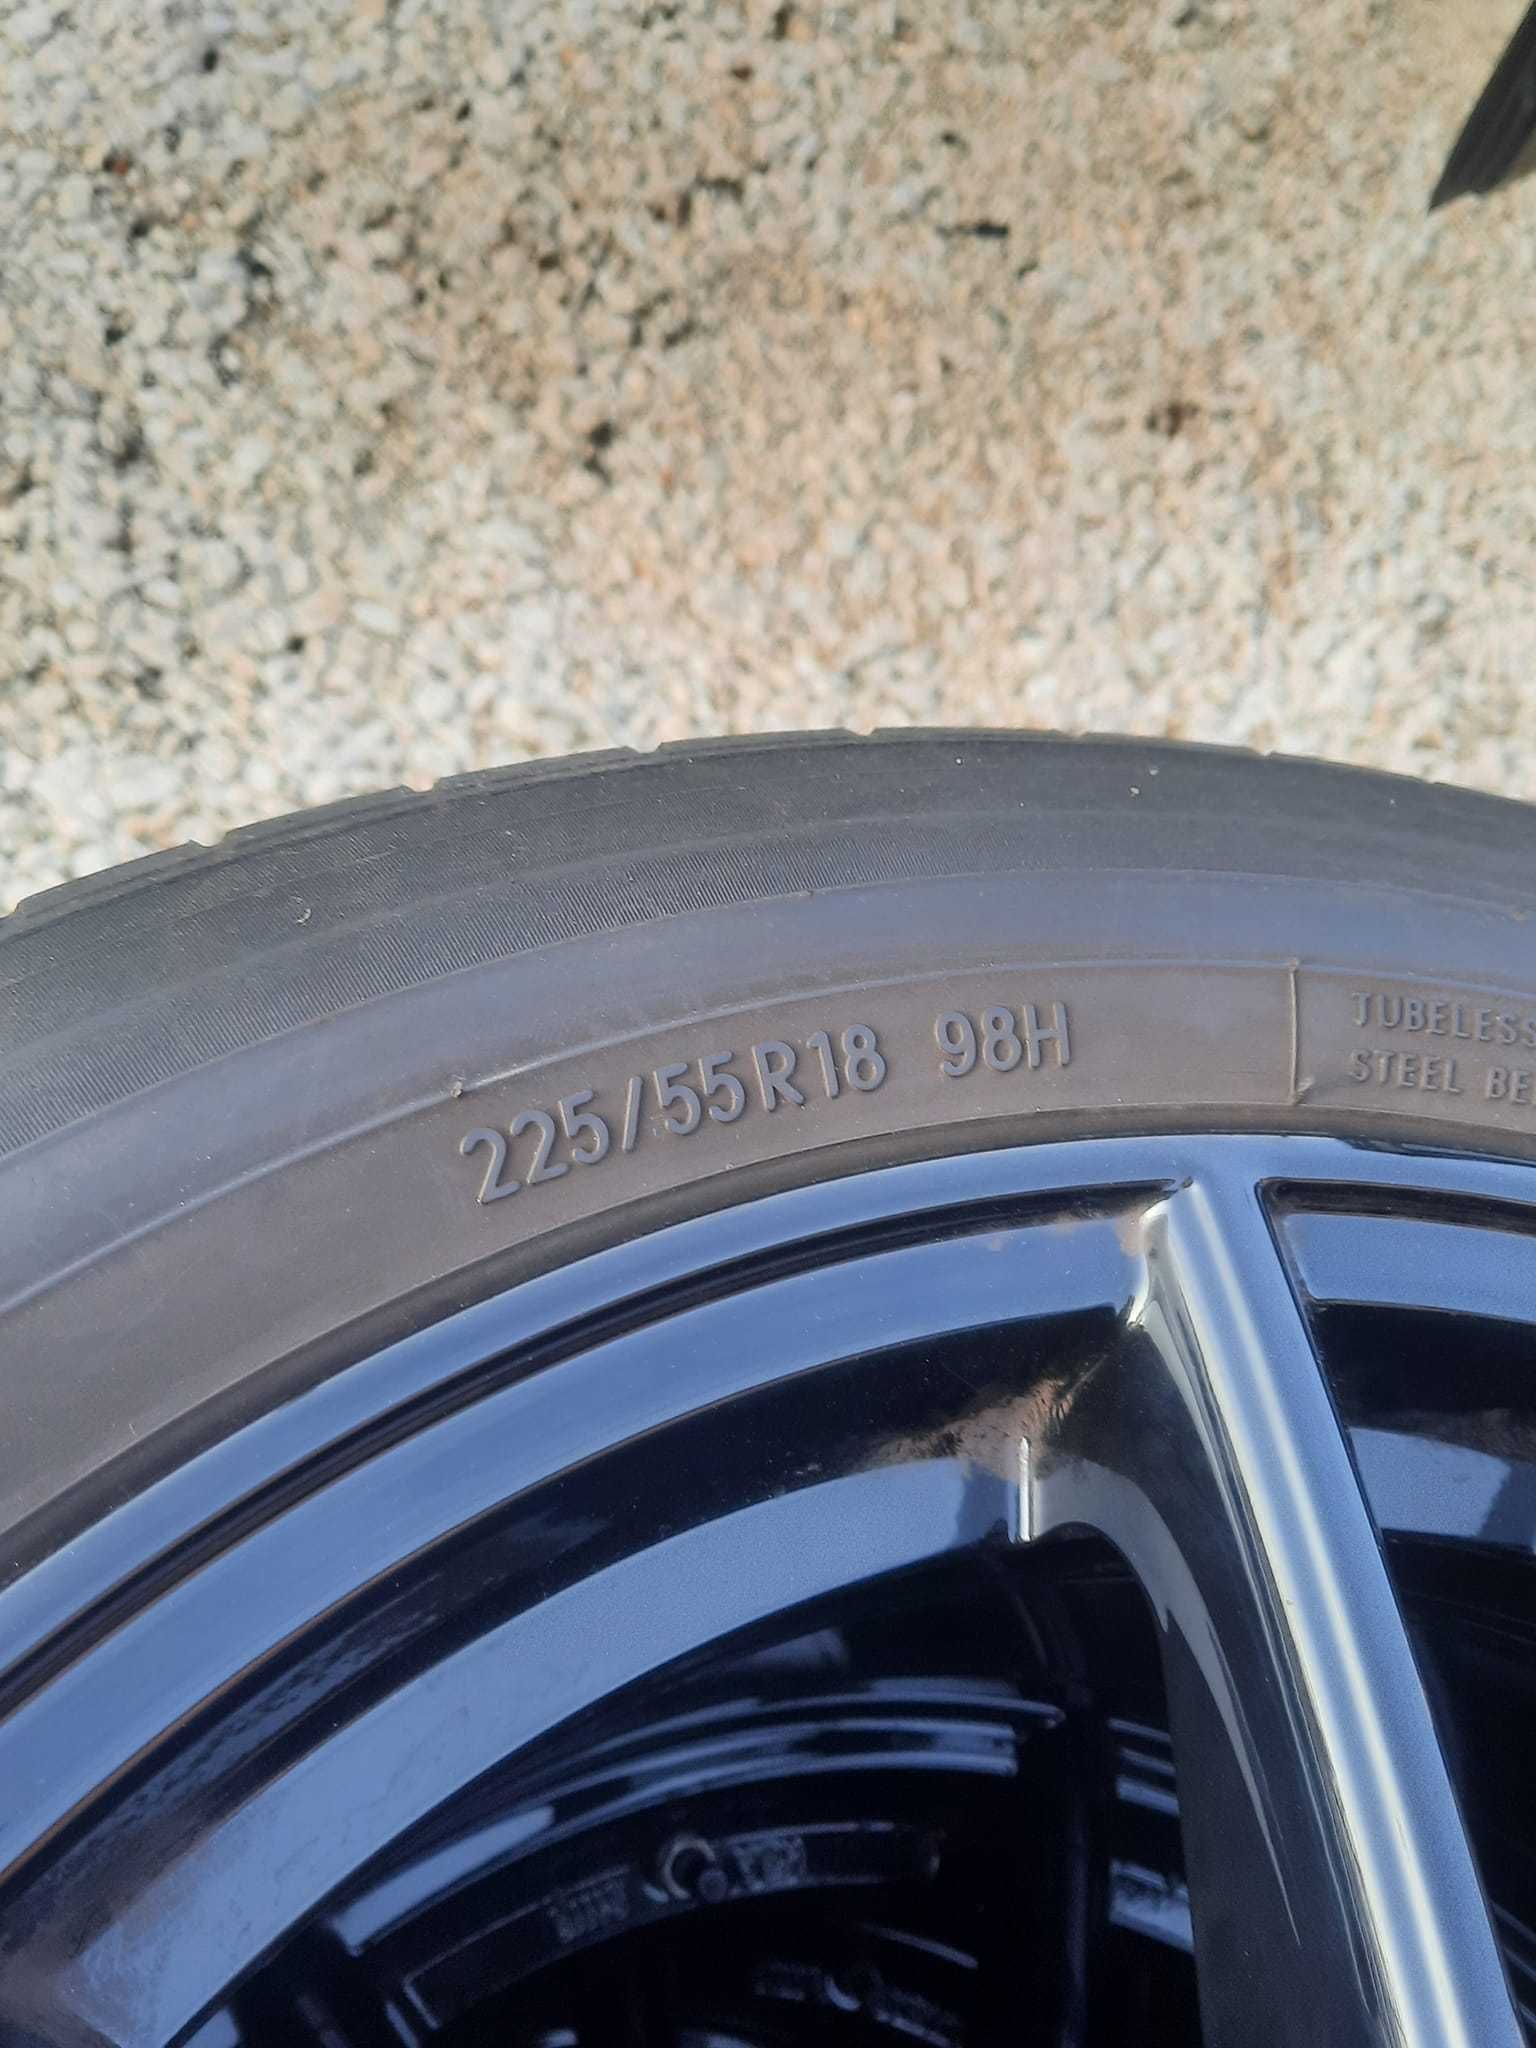 225/55R18 98H
TUBELESS
STEEL BE